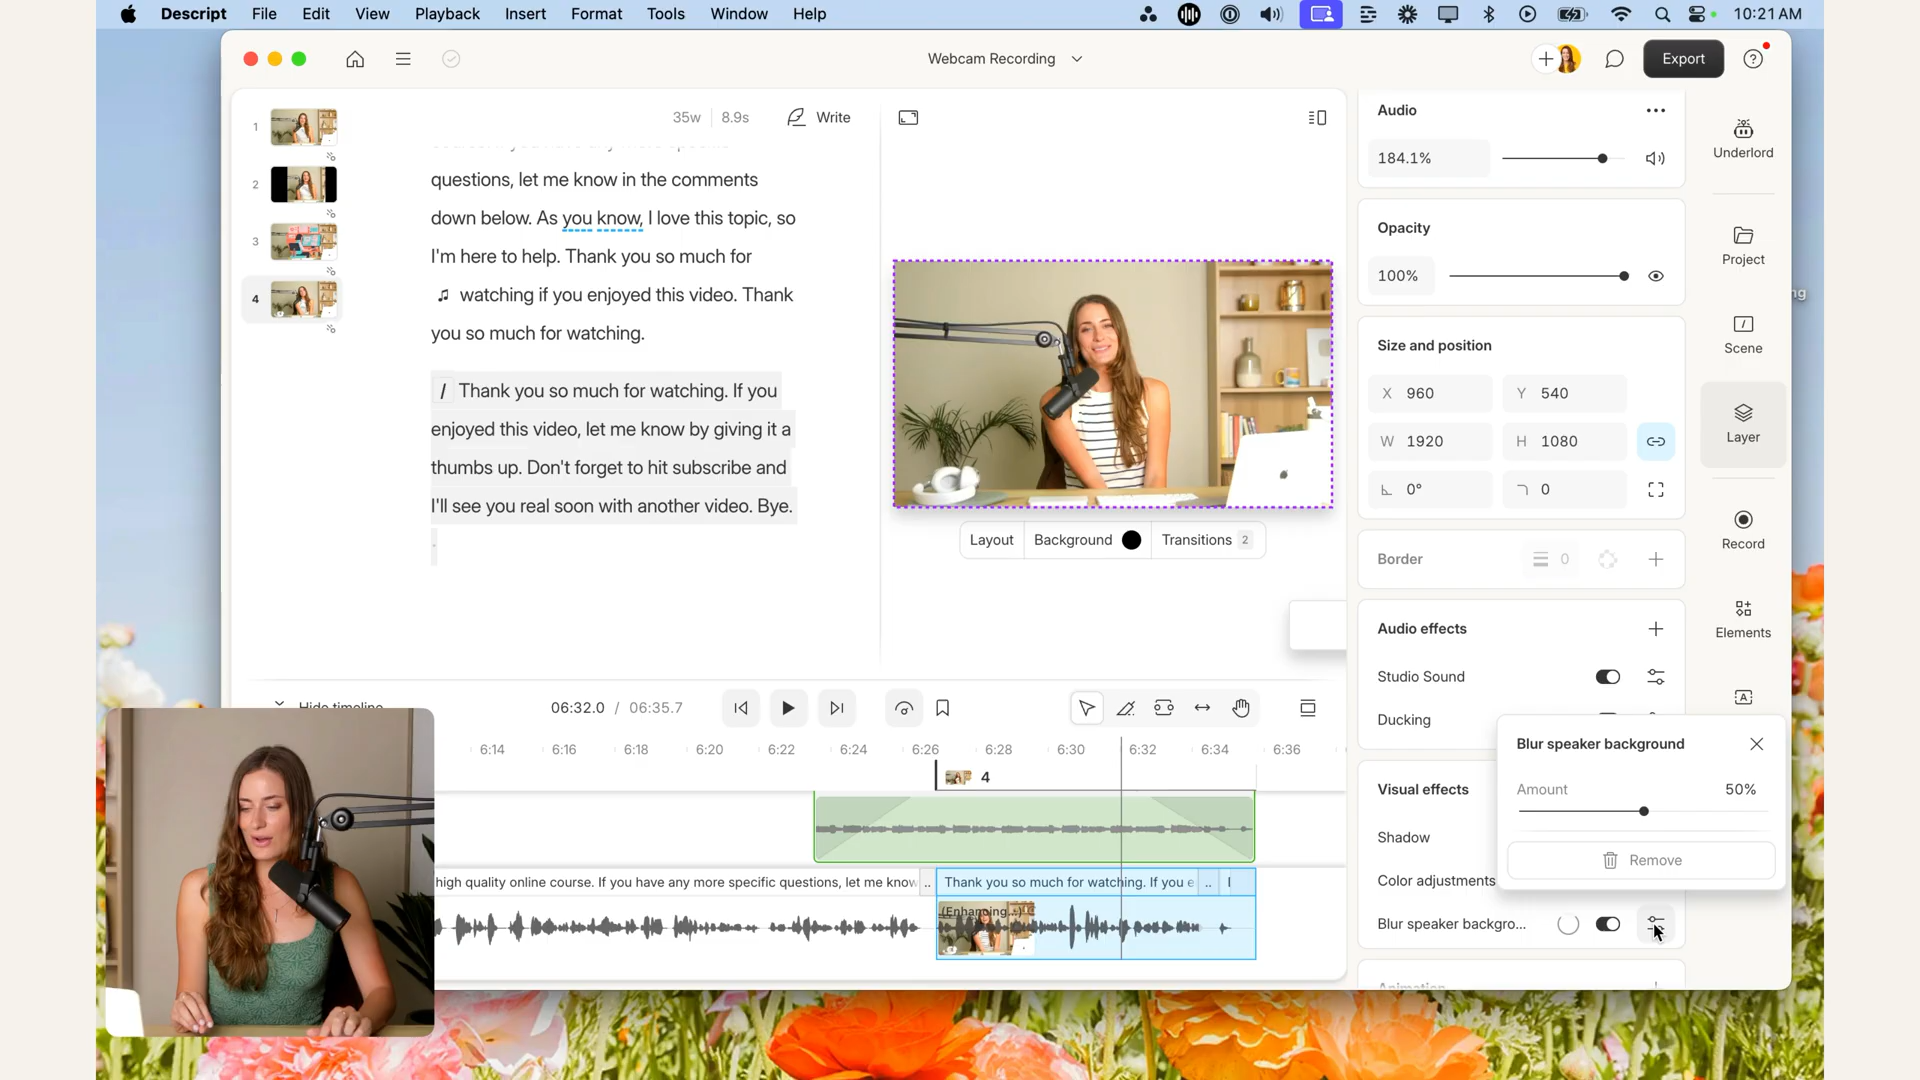 Descript File Edit View Playback Insert Format Tools Window Help 10:21 AM
Webcam Recording
Export
1
2
3
4
35w 8.9s Write
questions, let me know in the comments
down below. As you know, I love this topic, so
I'm here to help. Thank you so much for
watching if you enjoyed this video. Thank
you so much for watching.
/ Thank you so much for watching. If you
enjoyed this video, let me know by giving it a
thumbs up. Don't forget to hit subscribe and
I'll see you real soon with another video. Bye.
Layout Background Transitions 2
Audio
184.1%
Opacity
100%
Size and position
X 960 Y 540
W 1920 H 1080
0° 0
Border 0
Audio effects
Studio Sound
Ducking
Visual effects
Shadow
Color adjustments
Blur speaker backgro...
Animation
Blur speaker background
Amount 50%
Remove
Underlord
Project
Scene
Layer
Record
Elements
Hide timeline
06:32.0 / 06:35.7
6:14 6:16 6:18 6:20 6:22 6:24 6:26 6:28 6:30 6:32 6:34 6:36
4
high quality online course. If you have any more specific questions, let me know .. Thank you so much for watching. If you e ..
(Enhancing...)